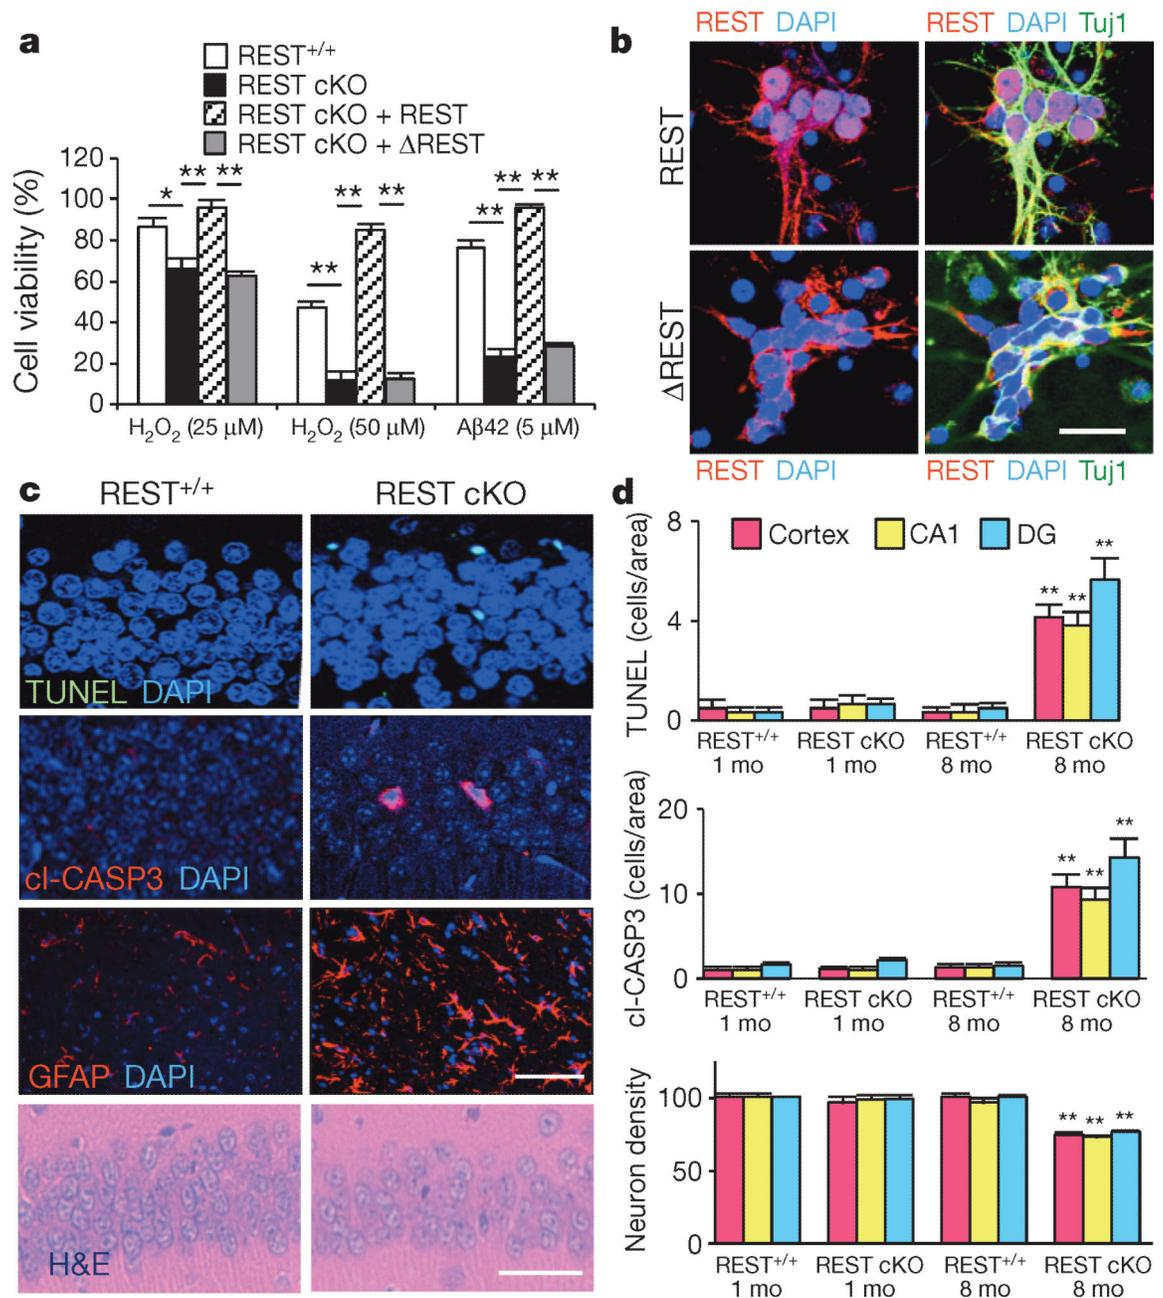 a
REST+/+
REST cKO
REST cKO + REST
REST cKO + ΔREST
Cell viability (%)
120
100
80
60
40
20
0
* ** **
** ** **
** ** **
H2O2 (25 μM) H2O2 (50 μM) Aβ42 (5 μM)
b
REST DAPI REST DAPI Tuj1
REST
ΔREST
REST DAPI REST DAPI Tuj1
c
REST+/+ REST cKO
TUNEL DAPI
cl-CASP3 DAPI
GFAP DAPI
H&E
d
Cortex CA1 DG
TUNEL (cells/area)
8
4
0
** ** **
REST+/+ REST cKO REST+/+ REST cKO
1 mo 1 mo 8 mo 8 mo
cl-CASP3 (cells/area)
20
10
0
** ** **
REST+/+ REST cKO REST+/+ REST cKO
1 mo 1 mo 8 mo 8 mo
Neuron density
100
50
0
** ** **
REST+/+ REST cKO REST+/+ REST cKO
1 mo 1 mo 8 mo 8 mo